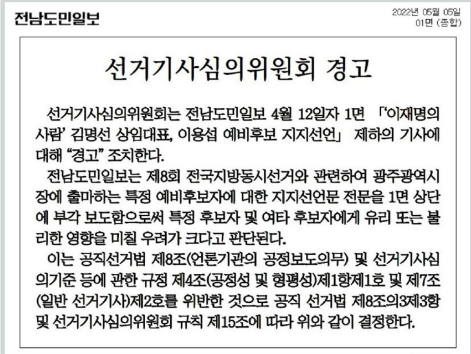 전남도민일보
2022년 05월 05일
01면 (종합)
선거기사심의위원회 경고
선거기사심의위원회는 전남도민일보 4월 12일자 1면 「‘이재명의
사람’ 김명선 상임대표, 이용섭 예비후보 지지선언」 제하의 기사에
대해 “경고” 조치한다.
전남도민일보는 제8회 전국지방동시선거와 관련하여 광주광역시
장에 출마하는 특정 예비후보자에 대한 지지선언문 전문을 1면 상단
에 부각 보도함으로써 특정 후보자 및 여타 후보자에게 유리 또는 불
리한 영향을 미칠 우려가 크다고 판단된다.
이는 공직선거법 제8조(언론기관의 공정보도의무) 및 선거기사심
의기준 등에 관한 규정 제4조(공정성 및 형평성)제1항제1호 및 제7조
(일반 선거기사)제2호를 위반한 것으로 공직 선거법 제8조의3제3항
및 선거기사심의위원회 규칙 제15조에 따라 위와 같이 결정한다.